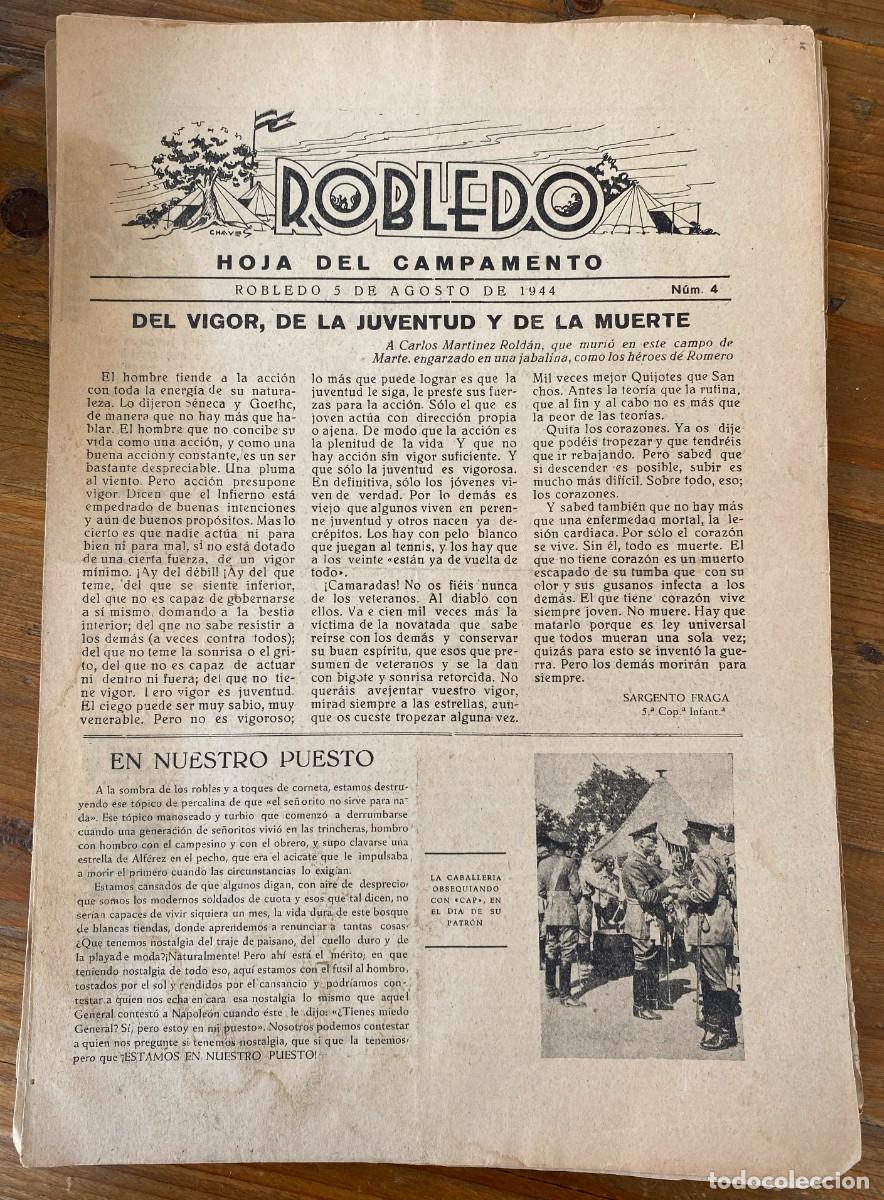 CHAVES
ROBLEDO
HOJA DEL CAMPAMENTO
ROBLEDO 5 DE AGOSTO DE 1944 Núm. 4
DEL VIGOR, DE LA JUVENTUD Y DE LA MUERTE
A Carlos Martinez Roldán, que murió en este campo de
Marte. engarzado en una jabalina, como los héroes de Romero
El hombre tiende a la acción
con toda la energía de su natura-
leza. Lo dijeron Séneca y Goethe,
de manera que no hay más que ha-
blar. El hombre que no concibe su
vida como una acción, y como una
buena acción y constante, es un ser
bastante despreciable. Una pluma
al viento. Pero acción presupone
vigor. Dicen que el Infierno está
empedrado de buenas intenciones
y aun de buenos propósitos. Mas lo
cierto es que nadie actúa ni para
bien ni para mal, si no está dotado
de una cierta fuerza, de un vigor
mínimo. ¡Ay del débil! ¡Ay del que
teme, del que se siente inferior,
del que no es capaz de gobernarse
a sí mismo, domando a la bestia
interior; del que no sabe resistir a
los demás (a veces contra todos);
del que no teme la sonrisa o el gri-
to, del que no es capaz de actuar
ni dentro ni fuera; del que no tie-
ne vigor. Pero vigor es juventud.
El ciego puede ser muy sabio, muy
venerable. Pero no es vigoroso;
lo más que puede lograr es que la
juventud le siga, le preste sus fuer-
zas para la acción. Sólo el que es
joven actúa con dirección propia
o ajena. De modo que la acción es
la plenitud de la vida Y que no
hay acción sin vigor suficiente. Y
que sólo la juventud es vigorosa.
En definitiva, sólo los jóvenes vi-
ven de verdad. Por lo demás es
viejo que algunos viven en peren-
ne juventud y otros nacen ya de-
crépitos. Los hay con pelo blanco
que juegan al tennis, y los hay que
a los veinte «están ya de vuelta de
todo».
¡Camaradas! No os fiéis nunca
de los veteranos. Al diablo con
ellos. Va e cien mil veces más la
víctima de la novatada que sabe
reirse con los demás y conservar
su buen espíritu, que esos que pre-
sumen de veteranos y se la dan
con bigote y sonrisa retorcida. No
queráis avejentar vuestro vigor,
mirad siempre a las estrellas, aun-
que os cueste tropezar alguna vez.
Mil veces mejor Quijotes que San
chos. Antes la teoría que la rutina,
que al fin y al cabo no es más que
la peor de las teorías.
Quita los corazones. Ya os dije
que podéis tropezar y que tendréis
que ir rebajando. Pero sabed que
si descender es posible, subir es
mucho más difícil. Sobre todo, eso;
los corazones.
Y sabed también que no hay más
que una enfermedad mortal, la le-
sión cardiaca. Por sólo el corazón
se vive. Sin él, todo es muerte. El
que no tiene corazón es un muerto
escapado de su tumba que con su
olor y sus gusanos infecta a los
demás. El que tiene corazón vive
siempre joven. No muere. Hay que
matarlo porque es ley universal
que todos mueran una sola vez;
quizás para esto se inventó la gue-
rra. Pero los demás morirán para
siempre.
SARGENTO FRAGA
5.ª Cop.ª Infant.ª
EN NUESTRO PUESTO
A la sombra de los robles y a toques de corneta, estamos destru-
yendo ese tópico de percalina de que «el señorito no sirve para na-
da». Ese tópico manoseado y turbio que comenzó a derrumbarse
cuando una generación de señoritos vivió en las trincheras, hombro
con hombro con el campesino y con el obrero, y supo clavarse una
estrella de Alférez en el pecho, que era el acicate que le impulsaba
a morir el primero cuando las circunstancias lo exigían.
Estamos cansados de que algunos digan, con aire de desprecio,
que somos los modernos soldados de cuota y esos que tal dicen, no
serían capaces de vivir siquiera un mes, la vida dura de este bosque
de blancas tiendas, donde aprendemos a renunciar a tantas cosas.
¿Que tenemos nostalgia del traje de paisano, del cuello duro y de
la playa de moda? ¡Naturalmente! Pero ahí está el mérito; en que
teniendo nostalgia de todo eso, aquí estamos con el fusil al hombro,
tostados por el sol y rendidos por el cansancio y podríamos con-
testar a quien nos echa en cara esa nostalgia lo mismo que aquel
General contestó a Napoleón cuando éste le dijo: «¿Tienes miedo
General? Sí, pero estoy en mi puesto». Nosotros podemos contestar
a quien nos pregunte si tenemos nostalgia, que sí que la tenemos,
pero que ¡ESTAMOS EN NUESTRO PUESTO!
LA CABALLERIA
OBSEQUIANDO
CON «CAP», EN
EL DIA DE SU
PATRÓN
todocoleccion